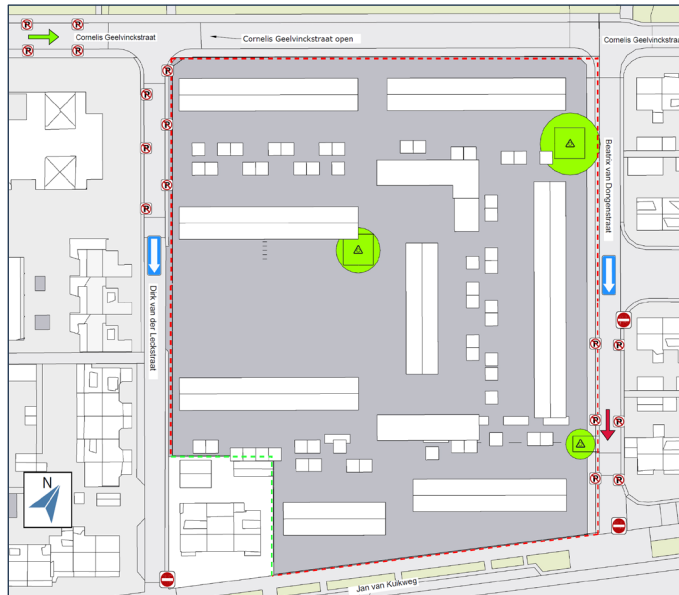 Cornelis Geelvinckstraat
Cornelis Geelvinckstraat open
Cornelis Geelvinckstraat
Beatrix van Dongenstraat
Dirk van der Leckstraat
N
Jan van Kuikweg